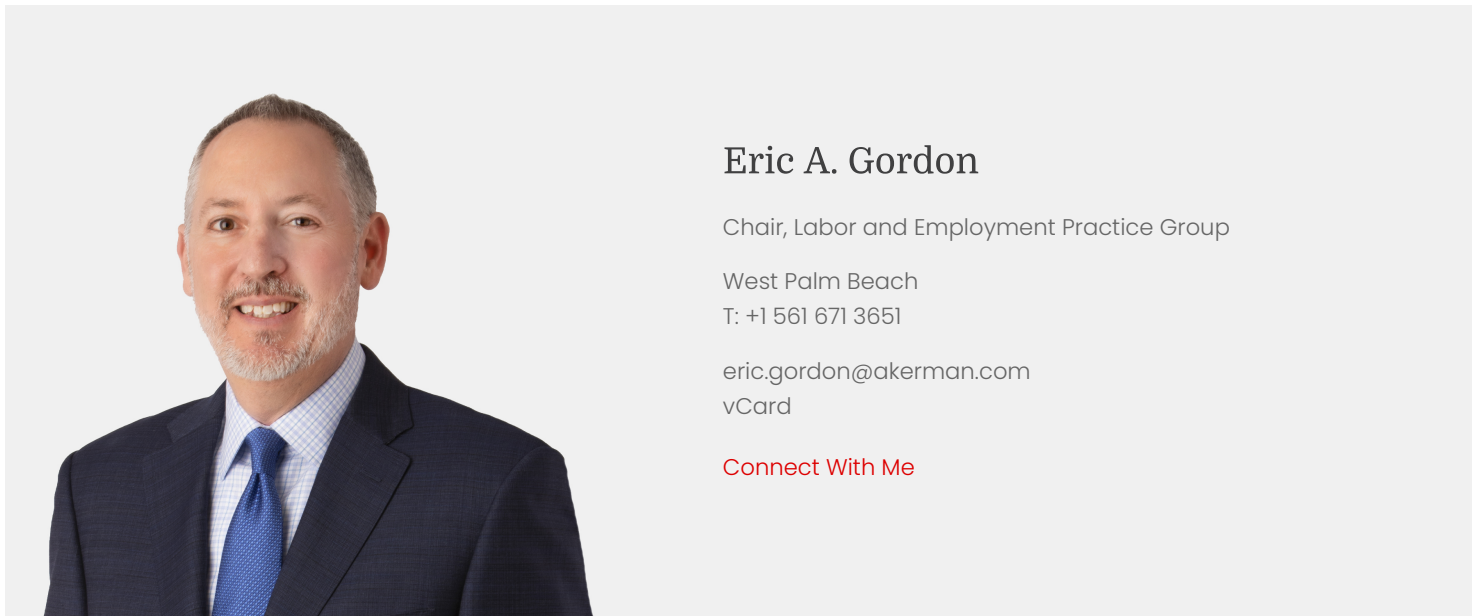 Eric A. Gordon
Chair, Labor and Employment Practice Group
West Palm Beach
T: +1 561 671 3651
eric.gordon@akerman.com
vCard
Connect With Me